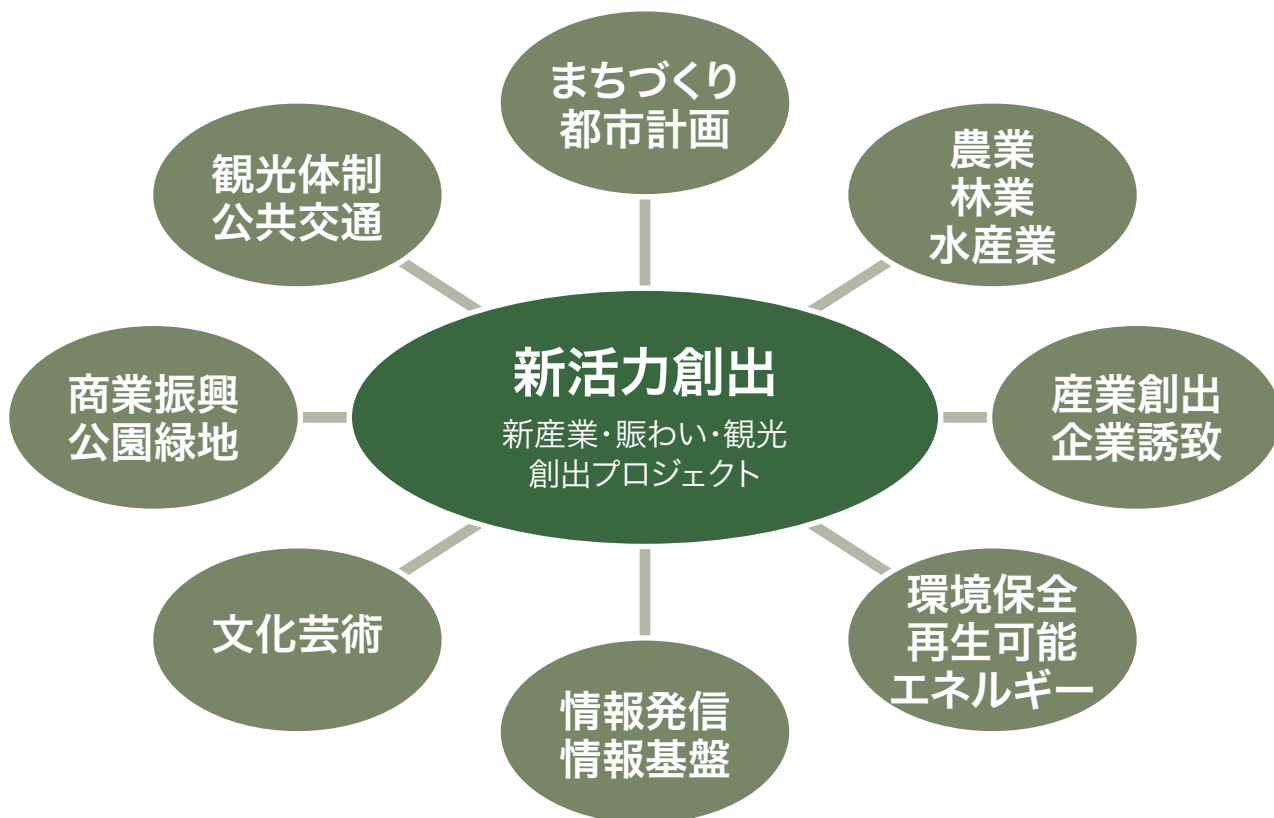 まちづくり
都市計画
農業
林業
水産業
産業創出
企業誘致
環境保全
再生可能
エネルギー
情報発信
情報基盤
文化芸術
商業振興
公園緑地
観光体制
公共交通
新活力創出
新産業・賑わい・観光
創出プロジェクト